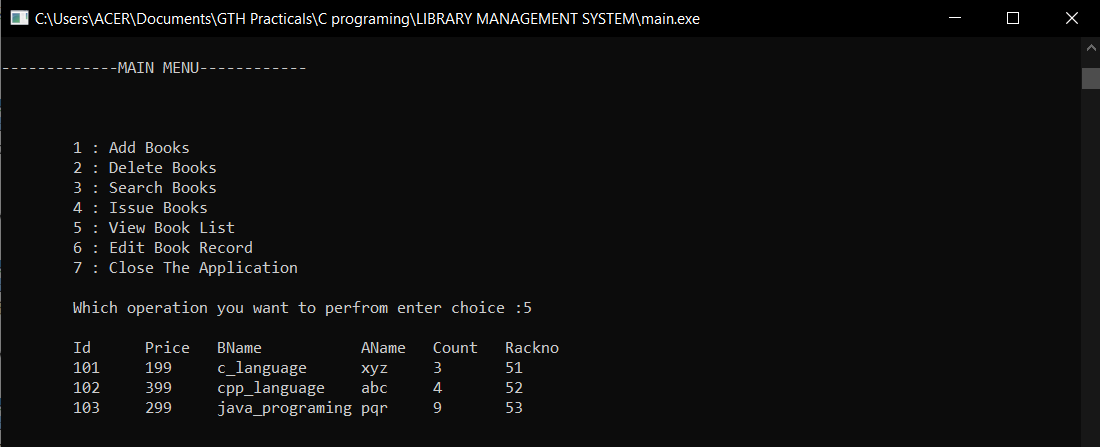 C:\Users\ACER\Documents\GTH Practicals\C programing\LIBRARY MANAGEMENT SYSTEM\main.exe
-------------MAIN MENU------------
1 : Add Books
2 : Delete Books
3 : Search Books
4 : Issue Books
5 : View Book List
6 : Edit Book Record
7 : Close The Application
Which operation you want to perfrom enter choice :5
Id Price BName AName Count Rackno
101 199 c_language xyz 3 51
102 399 cpp_language abc 4 52
103 299 java_programing pqr 9 53